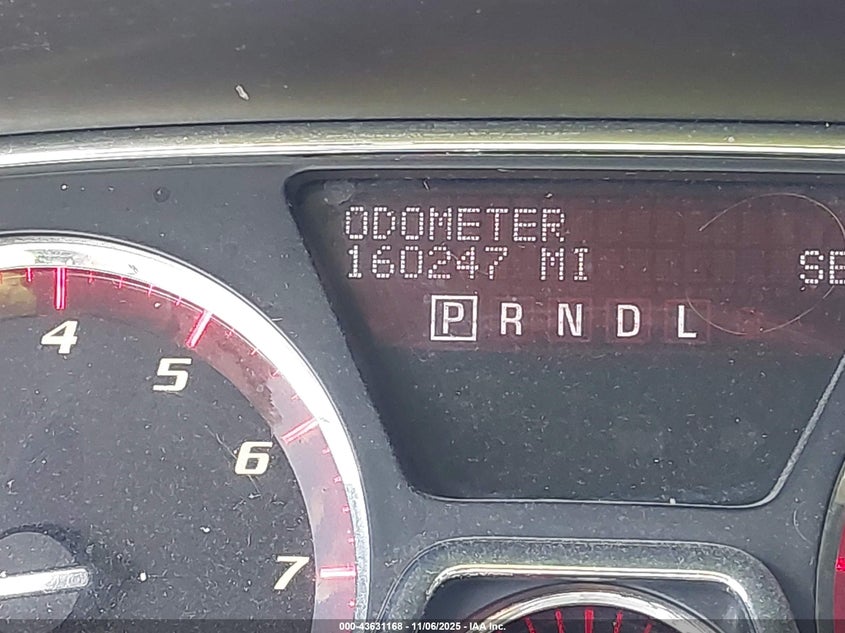 ODOMETER
160247 MI
SE
P R N D L
4
5
6
7
000-43631168 - 11/06/2025 - IAA Inc.